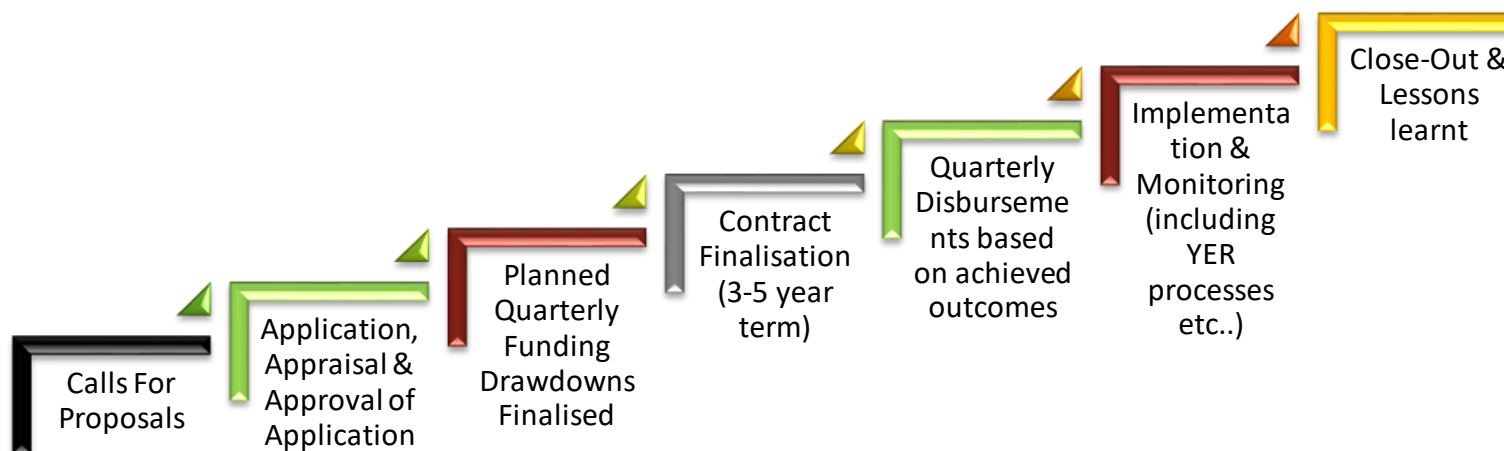 Calls For
Proposals
Application,
Appraisal &
Approval of
Application
Planned
Quarterly
Funding
Drawdowns
Finalised
Contract
Finalisation
(3-5 year
term)
Quarterly
Disburseme
nts based
on achieved
outcomes
Implementa
tion &
Monitoring
(including
YER
processes
etc..)
Close-Out &
Lessons
learnt